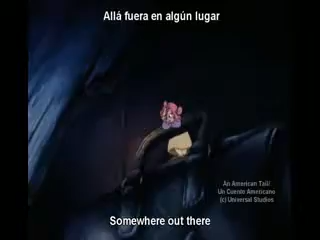 Allá fuera en algún lugar
An American Tail/
Un Cuento Americano
(c) Universal Studios
Somewhere out there